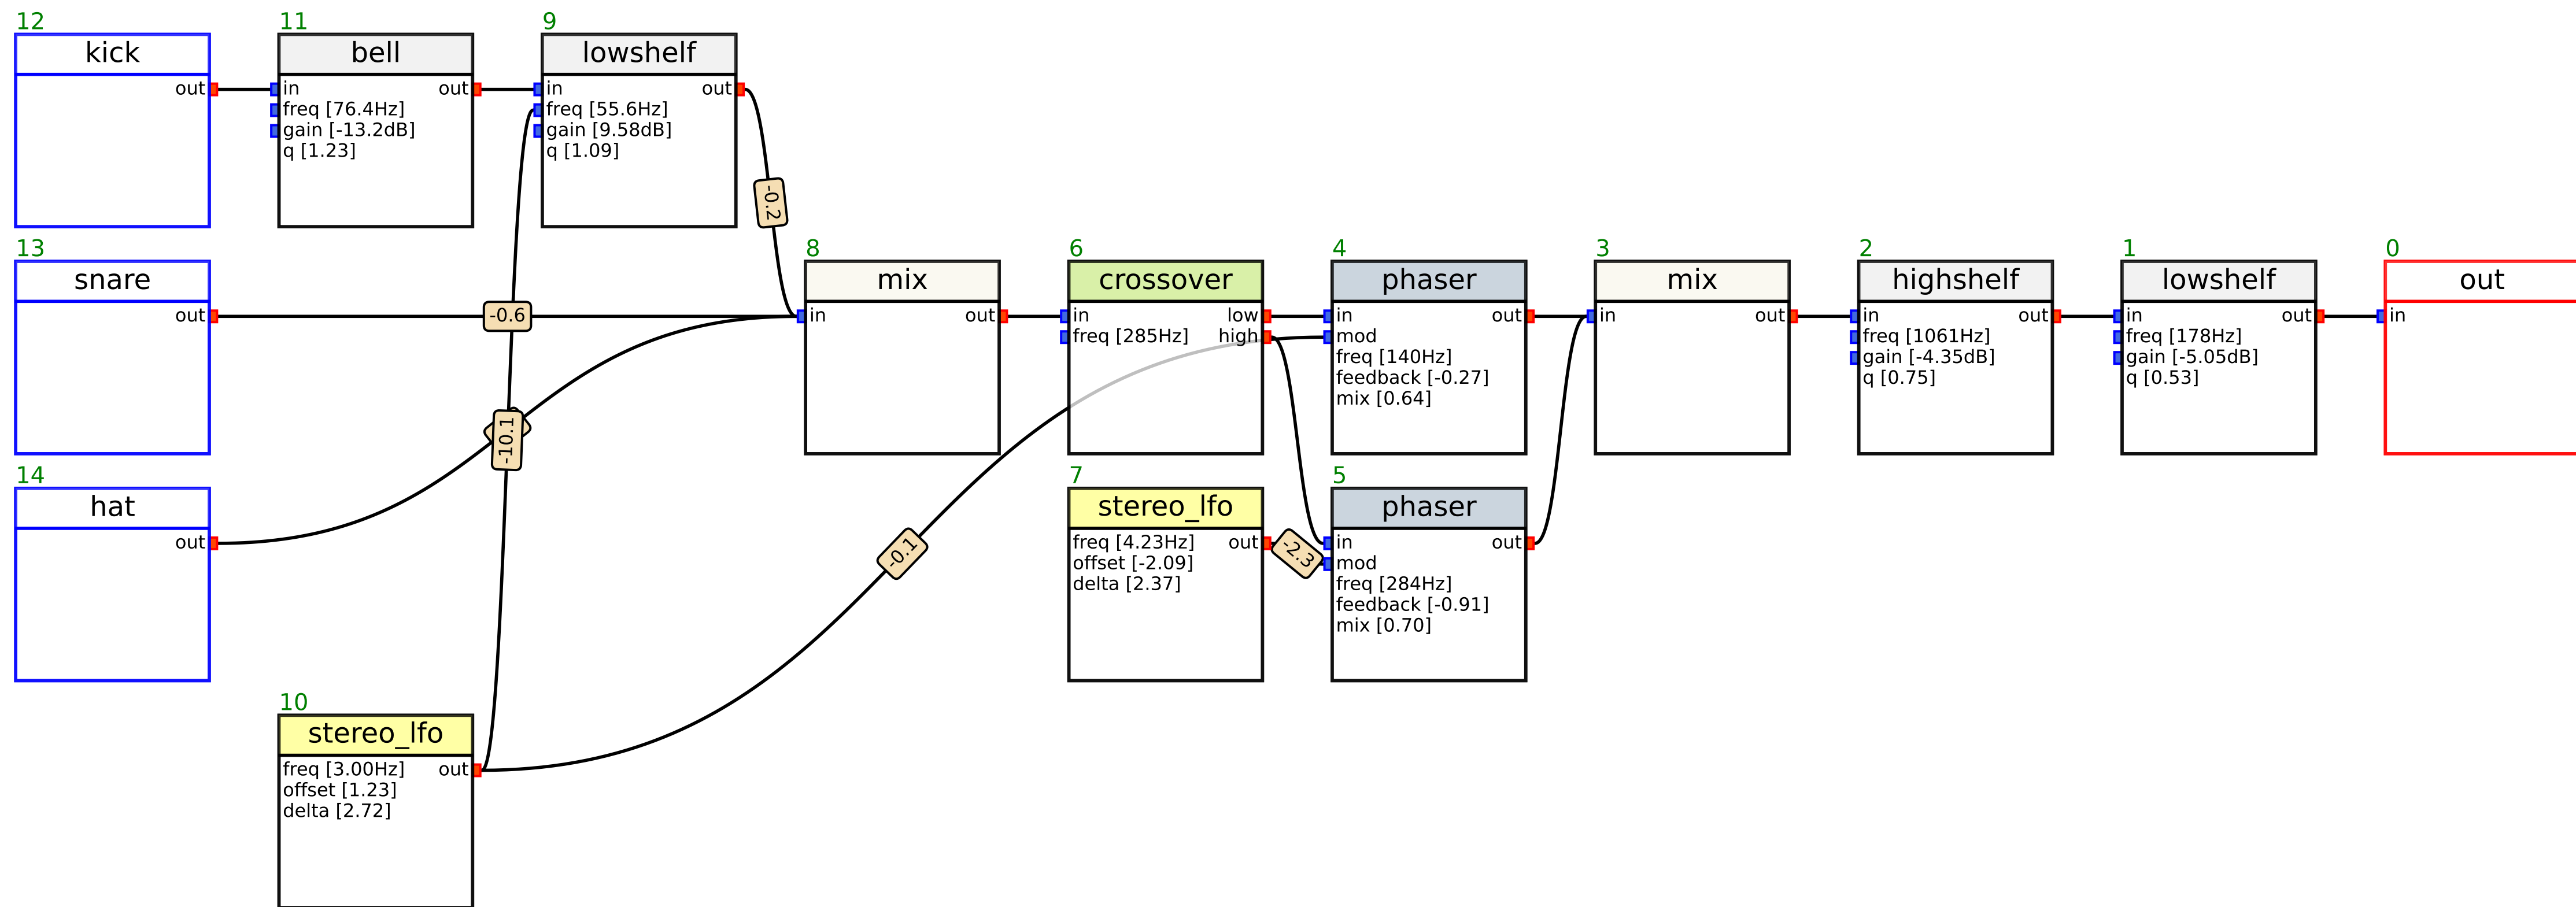 12
kick
out
11
bell
in out
freq [76.4Hz]
gain [-13.2dB]
q [1.23]
9
lowshelf
in out
freq [55.6Hz]
gain [9.58dB]
q [1.09]
-0.2
13
snare
out
-0.6
8
mix
in out
6
crossover
in low
freq [285Hz] high
4
phaser
in out
mod
freq [140Hz]
feedback [-0.27]
mix [0.64]
3
mix
in out
2
highshelf
in out
freq [1061Hz]
gain [-4.35dB]
q [0.75]
1
lowshelf
in out
freq [178Hz]
gain [-5.05dB]
q [0.53]
0
out
in
-10.1
14
hat
out
-0.1
7
stereo_lfo
freq [4.23Hz] out
offset [-2.09]
delta [2.37]
-2.3
5
phaser
in out
mod
freq [284Hz]
feedback [-0.91]
mix [0.70]
10
stereo_lfo
freq [3.00Hz] out
offset [1.23]
delta [2.72]